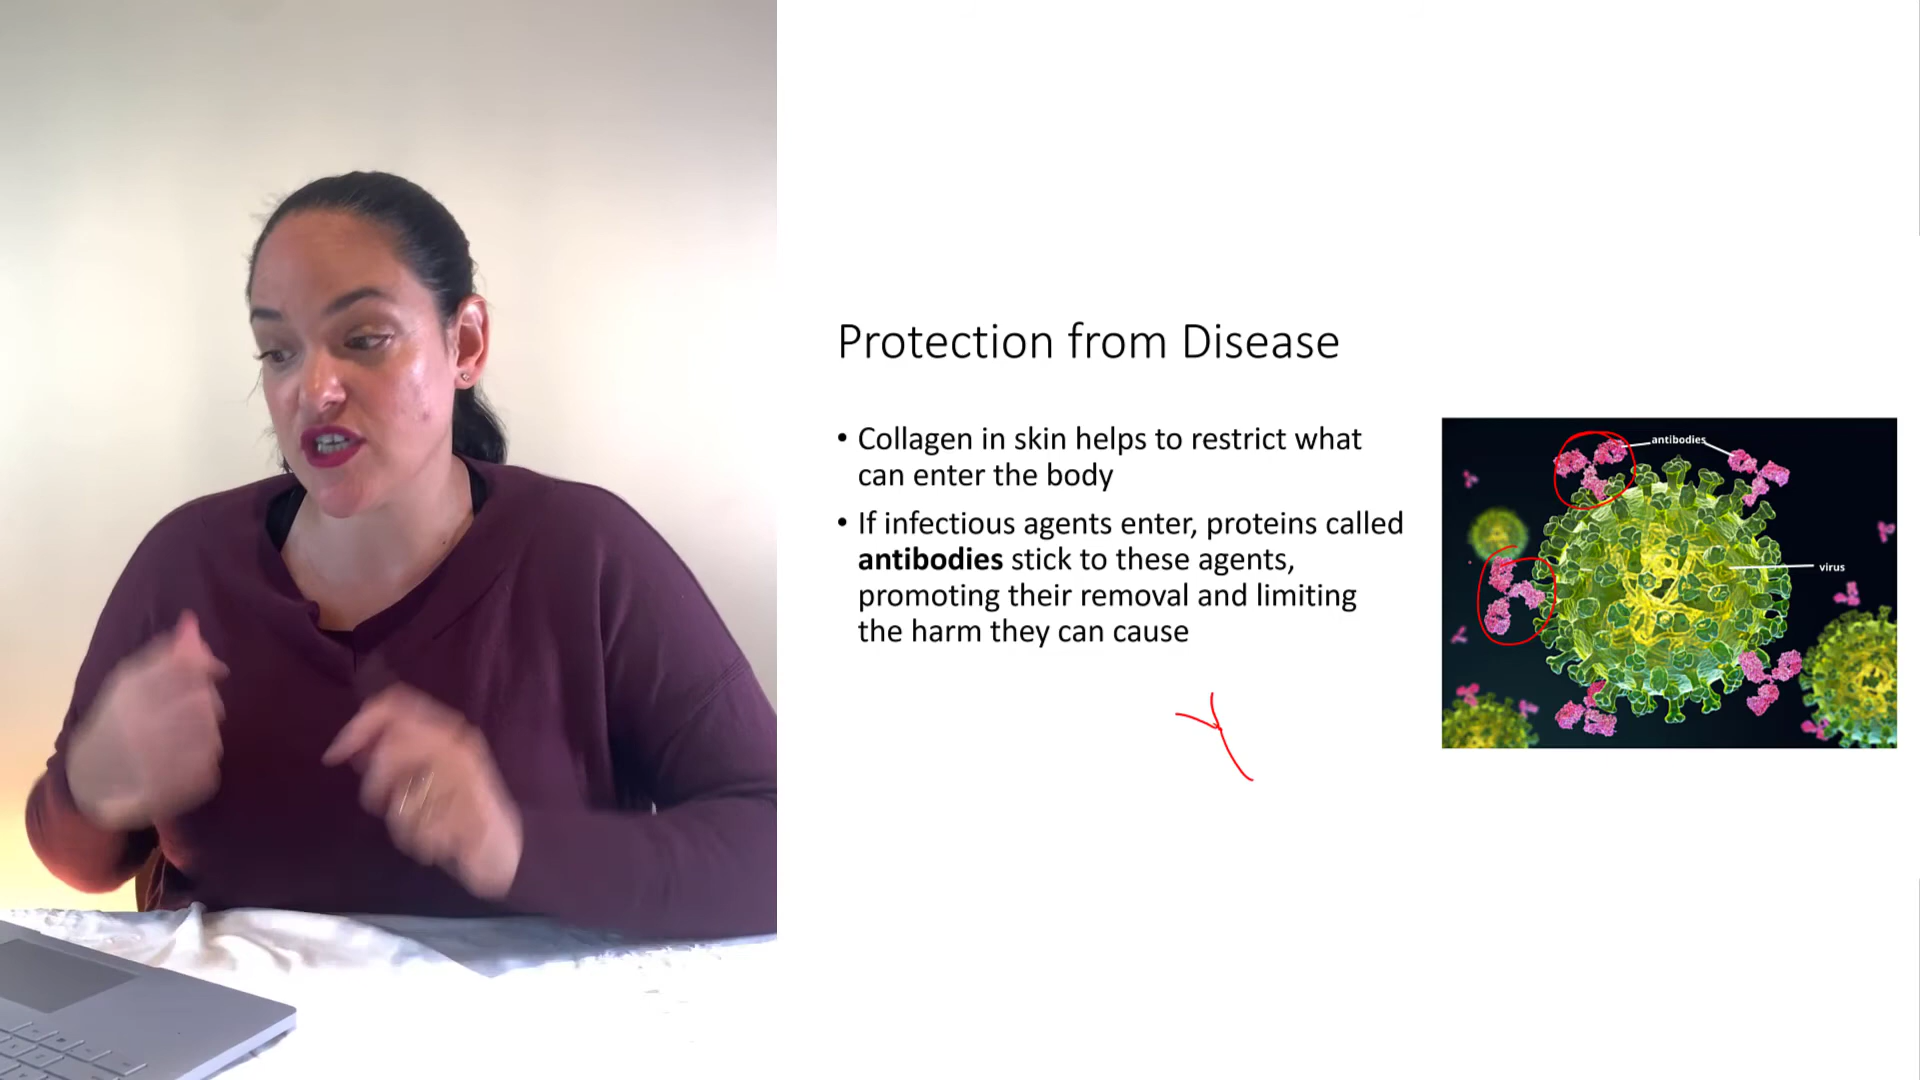 Protection from Disease
• Collagen in skin helps to restrict what
can enter the body
• If infectious agents enter, proteins called
antibodies stick to these agents,
promoting their removal and limiting
the harm they can cause
antibodies
virus